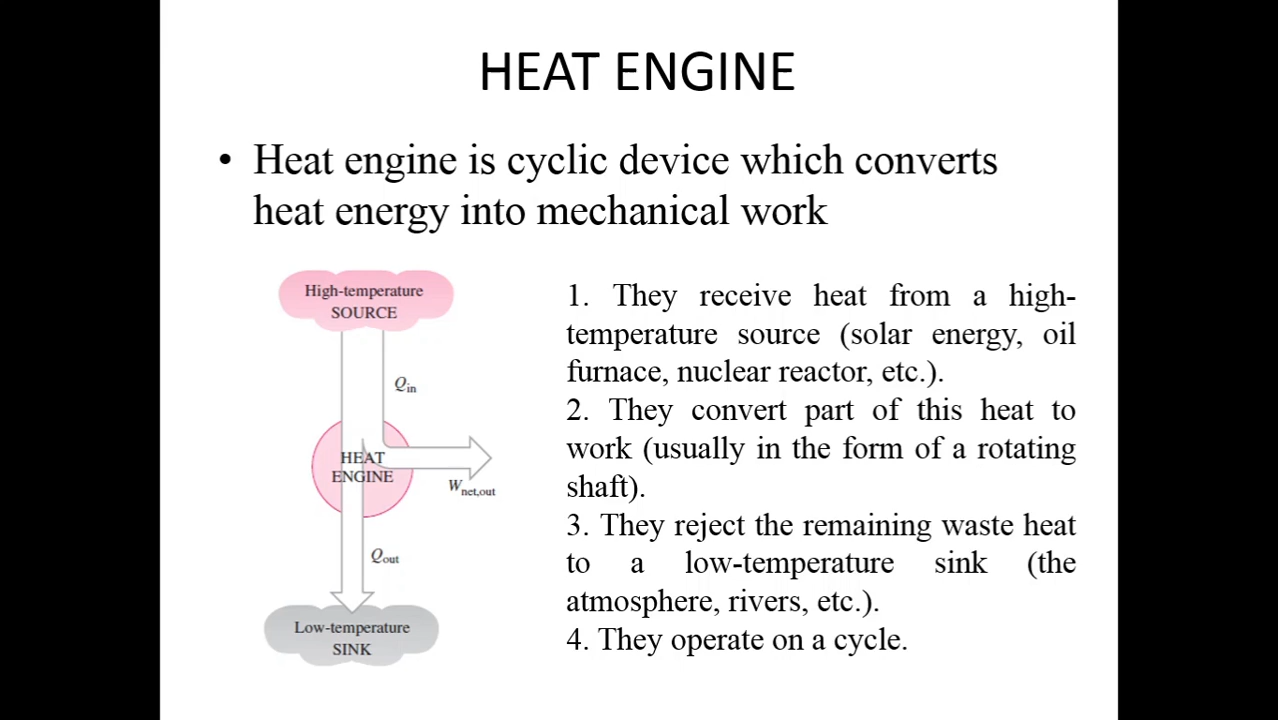 HEAT ENGINE
• Heat engine is cyclic device which converts
heat energy into mechanical work
High-temperature
SOURCE
Qin
HEAT
ENGINE
Wnet,out
Qout
Low-temperature
SINK
1. They receive heat from a high-
temperature source (solar energy, oil
furnace, nuclear reactor, etc.).
2. They convert part of this heat to
work (usually in the form of a rotating
shaft).
3. They reject the remaining waste heat
to a low-temperature sink (the
atmosphere, rivers, etc.).
4. They operate on a cycle.